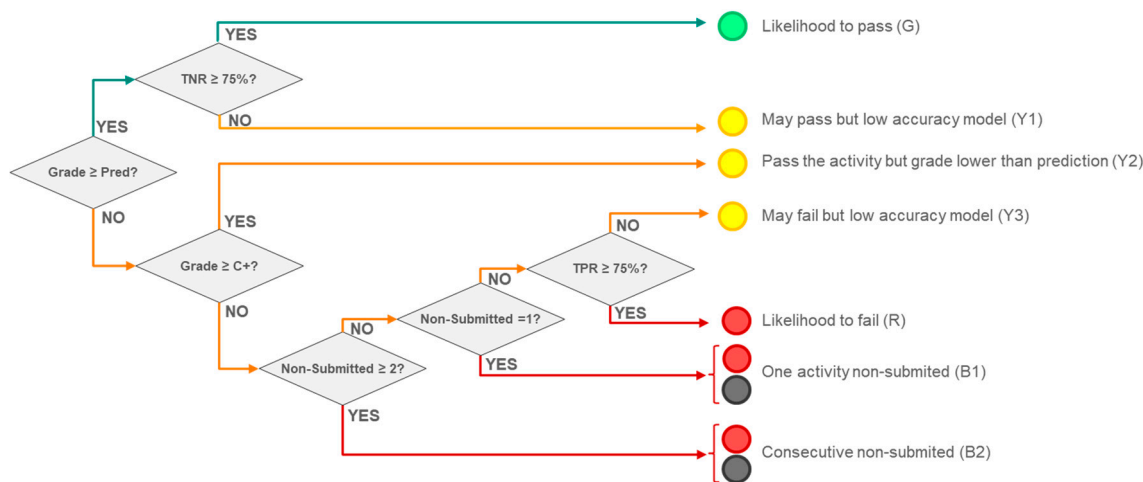 YES
Likelihood to pass (G)
TNR ≥ 75%?
NO
May pass but low accuracy model (Y1)
YES
Grade ≥ Pred?
Pass the activity but grade lower than prediction (Y2)
NO
YES
May fail but low accuracy model (Y3)
NO
Grade ≥ C+?
TPR ≥ 75%?
NO
NO
YES
Non-Submitted =1?
Likelihood to fail (R)
NO
YES
Non-Submitted ≥ 2?
One activity non-submited (B1)
YES
Consecutive non-submited (B2)